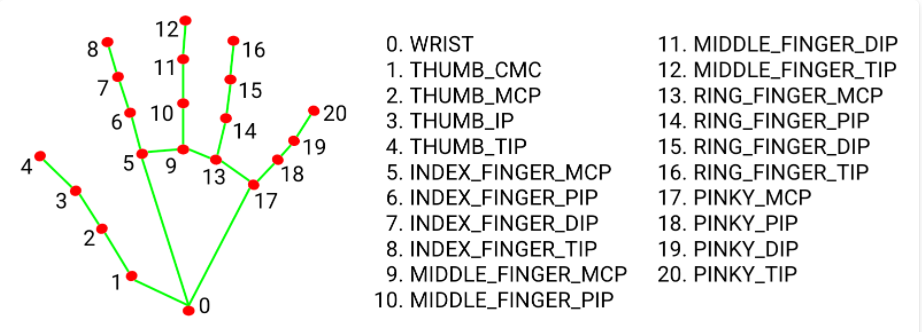 12
8
16
11
7
15
10
6
20
14
4
5
9
19
13
18
3
17
2
1
0
0. WRIST
1. THUMB_CMC
2. THUMB_MCP
3. THUMB_IP
4. THUMB_TIP
5. INDEX_FINGER_MCP
6. INDEX_FINGER_PIP
7. INDEX_FINGER_DIP
8. INDEX_FINGER_TIP
9. MIDDLE_FINGER_MCP
10. MIDDLE_FINGER_PIP
11. MIDDLE_FINGER_DIP
12. MIDDLE_FINGER_TIP
13. RING_FINGER_MCP
14. RING_FINGER_PIP
15. RING_FINGER_DIP
16. RING_FINGER_TIP
17. PINKY_MCP
18. PINKY_PIP
19. PINKY_DIP
20. PINKY_TIP